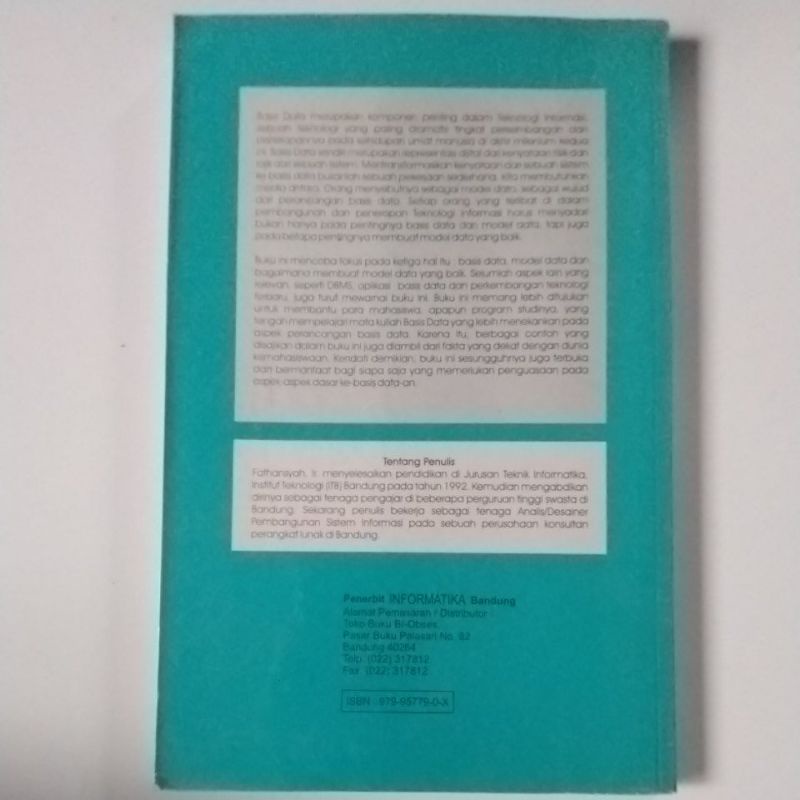 Basis Data merupakan komponen penting dalam teknologi informasi,
sebuah teknologi yang paling dramatis tingkat perkembangan dan
penerapannya pada kehidupan umat manusia di akhir milenium kedua
ini. Basis Data sendiri merupakan representasi digital dari kenyataan fisik dan
logik dari sebuah sistem. Mentransformasikan kenyataan dari sebuah sistem
ke basis data bukanlah sebuah pekerjaan sederhana. Kita membutuhkan
media antara. Orang menyebutnya sebagai model data, sebagai wujud
dari perancangan basis data. Setiap orang yang terlibat di dalam
pembangunan dan penerapan Teknologi Informasi harus menyadari
bukan hanya pada pentingnya basis data dan model data, tapi juga
pada betapa pentingnya membuat model data yang baik.
Buku ini mencoba fokus pada ketiga hal itu : basis data, model data dan
bagaimana membuat model data yang baik. Sejumlah aspek lain yang
relevan, seperti DBMS, aplikasi basis data dan perkembangan teknologi
terbaru, juga turut mewarnai buku ini. Buku ini memang lebih ditujukan
untuk membantu para mahasiswa, apapun program studinya, yang
tengah mempelajari mata kuliah Basis Data yang lebih menekankan pada
aspek perancangan basis data. Karena itu, berbagai contoh yang
disajikan dalam buku ini juga diambil dari fakta yang dekat dengan dunia
kemahasiswaan. Kendati demikian, buku ini sesungguhnya juga terbuka
dan bermanfaat bagi siapa saja yang memerlukan penguasaan pada
aspek-aspek dasar ke-basis data-an.
Tentang Penulis
Fathansyah, Ir. menyelesaikan pendidikan di Jurusan Teknik Informatika,
Institut Teknologi (ITB) Bandung pada tahun 1992. Kemudian mengabdikan
dirinya sebagai tenaga pengajar di beberapa perguruan tinggi swasta di
Bandung. Sekarang penulis bekerja sebagai tenaga Analis/Desainer
Pembangunan Sistem Informasi pada sebuah perusahaan konsultan
perangkat lunak di Bandung.
Penerbit INFORMATIKA Bandung
Alamat Pemasaran / Distributor :
Toko Buku BI-Obses
Pasar Buku Palasari No. 82
Bandung 40264
Telp. (022) 317812
Fax. (022) 317812
ISBN : 979-95779-0-X